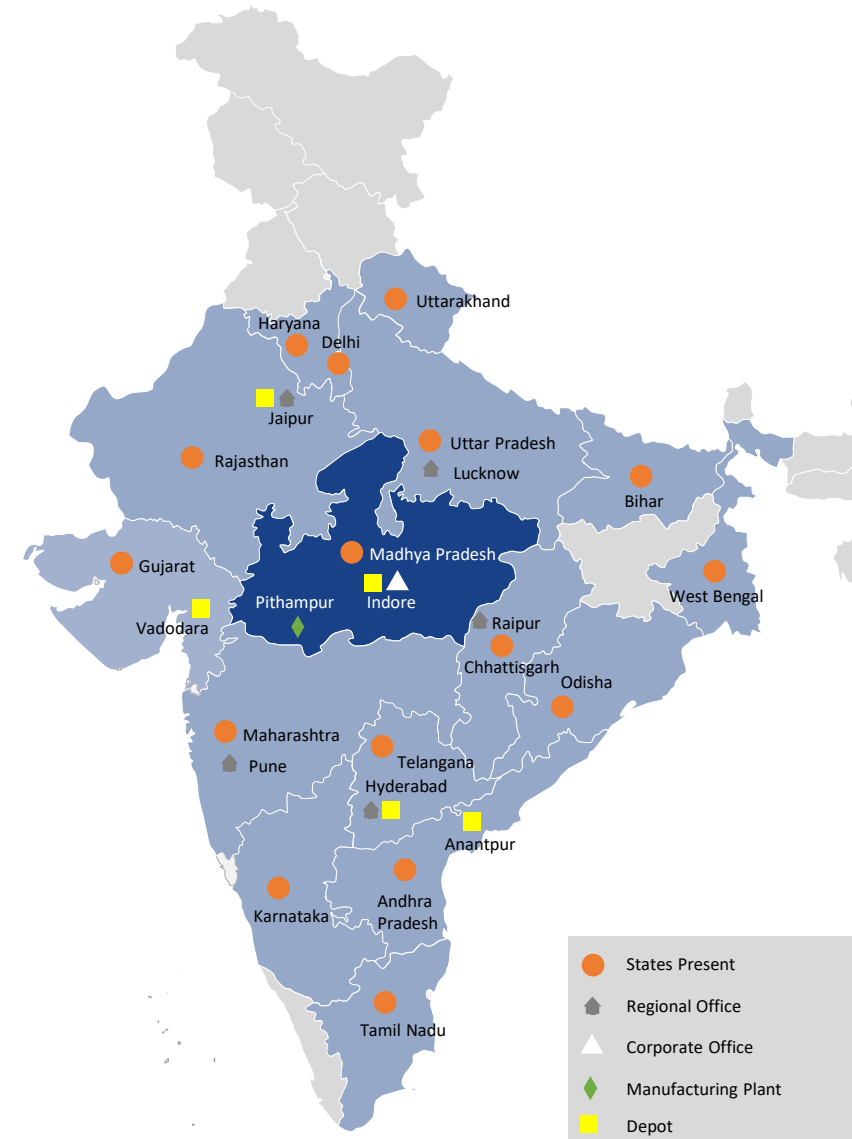 Uttarakhand
Haryana
Delhi
Jaipur
Uttar Pradesh
Rajasthan
Lucknow
Bihar
Madhya Pradesh
Gujarat
West Bengal
Pithampur
Indore
Vadodara
Raipur
Chhattisgarh
Odisha
Maharashtra
Telangana
Pune
Hyderabad
Anantpur
Andhra
Pradesh
Karnataka
Tamil Nadu
States Present
Regional Office
Corporate Office
Manufacturing Plant
Depot